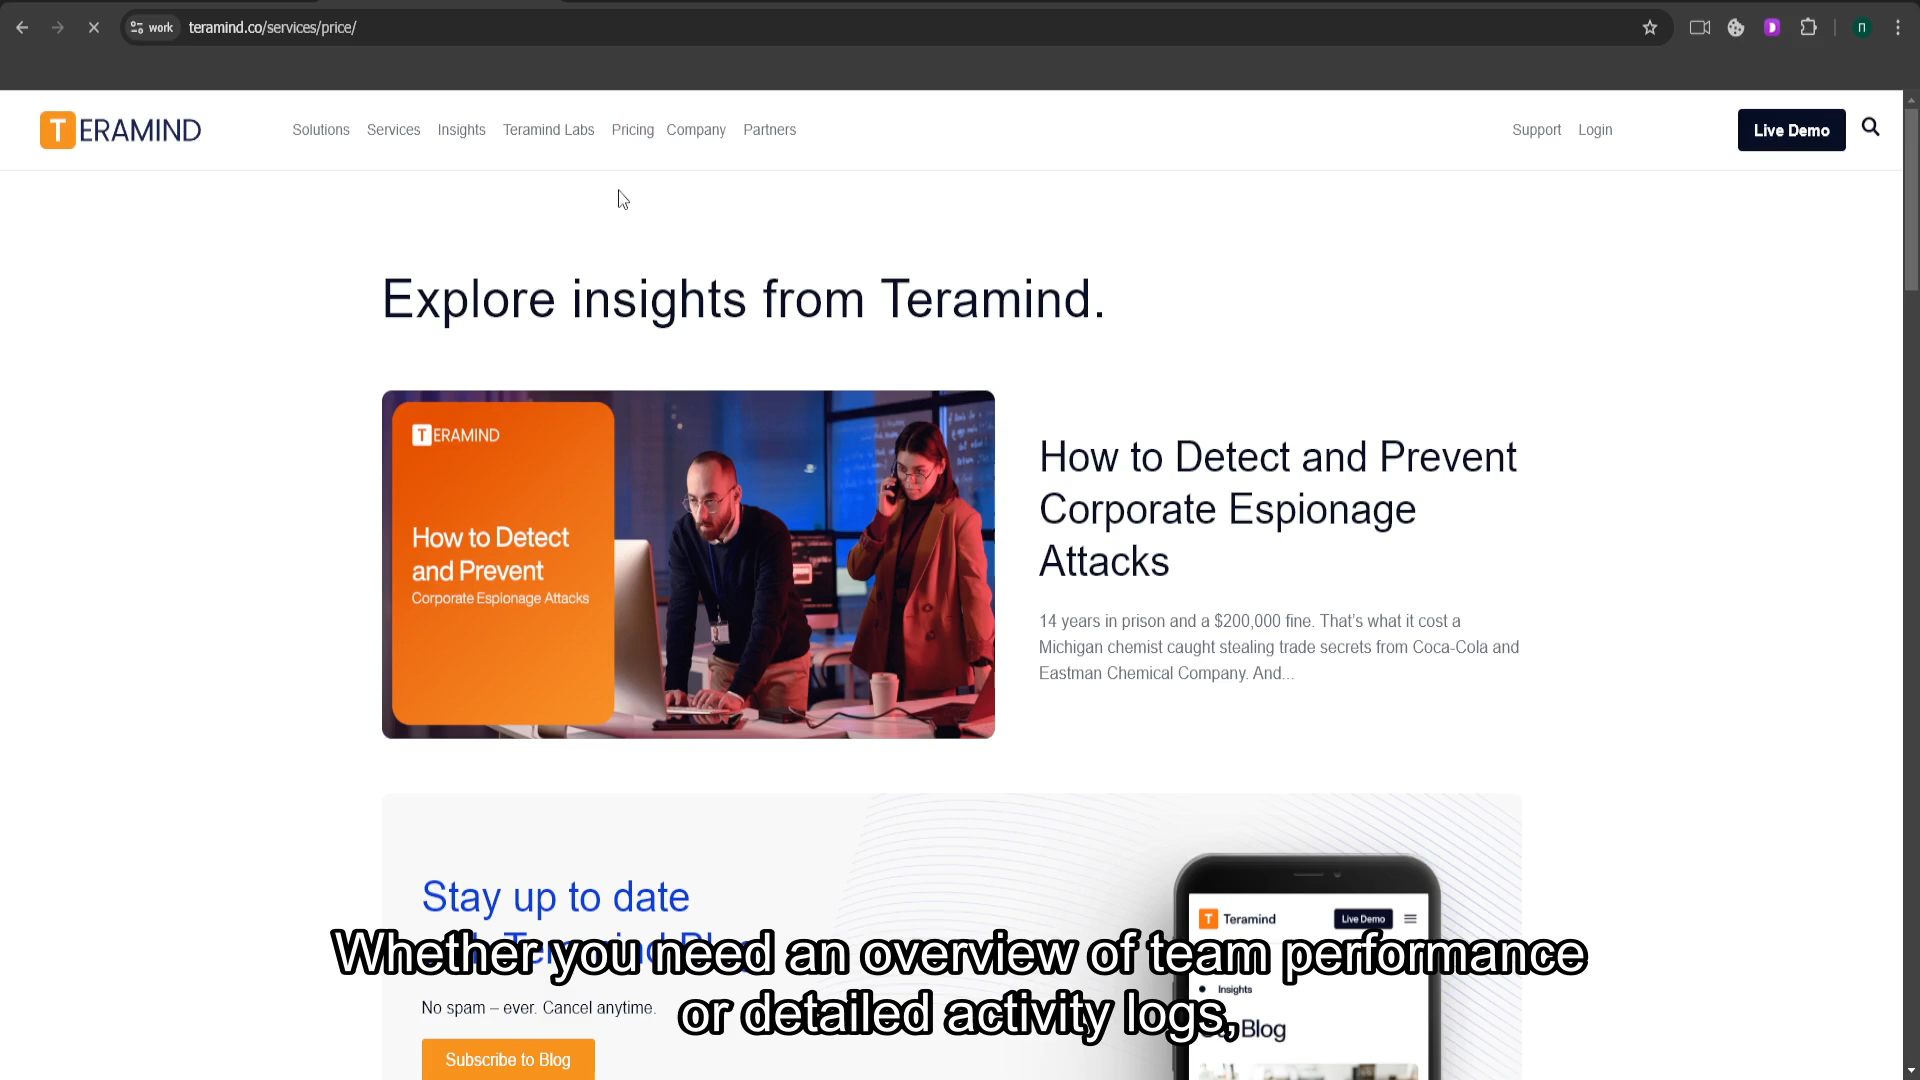 work
teramind.co/services/price/
п
TERAMIND
Solutions Services Insights Teramind Labs Pricing Company Partners
Support Login
Live Demo
Explore insights from Teramind.
TERAMIND
How to Detect
and Prevent
Corporate Espionage Attacks
How to Detect and Prevent
Corporate Espionage
Attacks
14 years in prison and a $200,000 fine. That’s what it cost a
Michigan chemist caught stealing trade secrets from Coca-Cola and
Eastman Chemical Company. And...
Stay up to date
No spam – ever. Cancel anytime.
Subscribe to Blog
T Teramind
Live Demo
Insights
Blog
Whether you need an overview of team performance
or detailed activity logs,